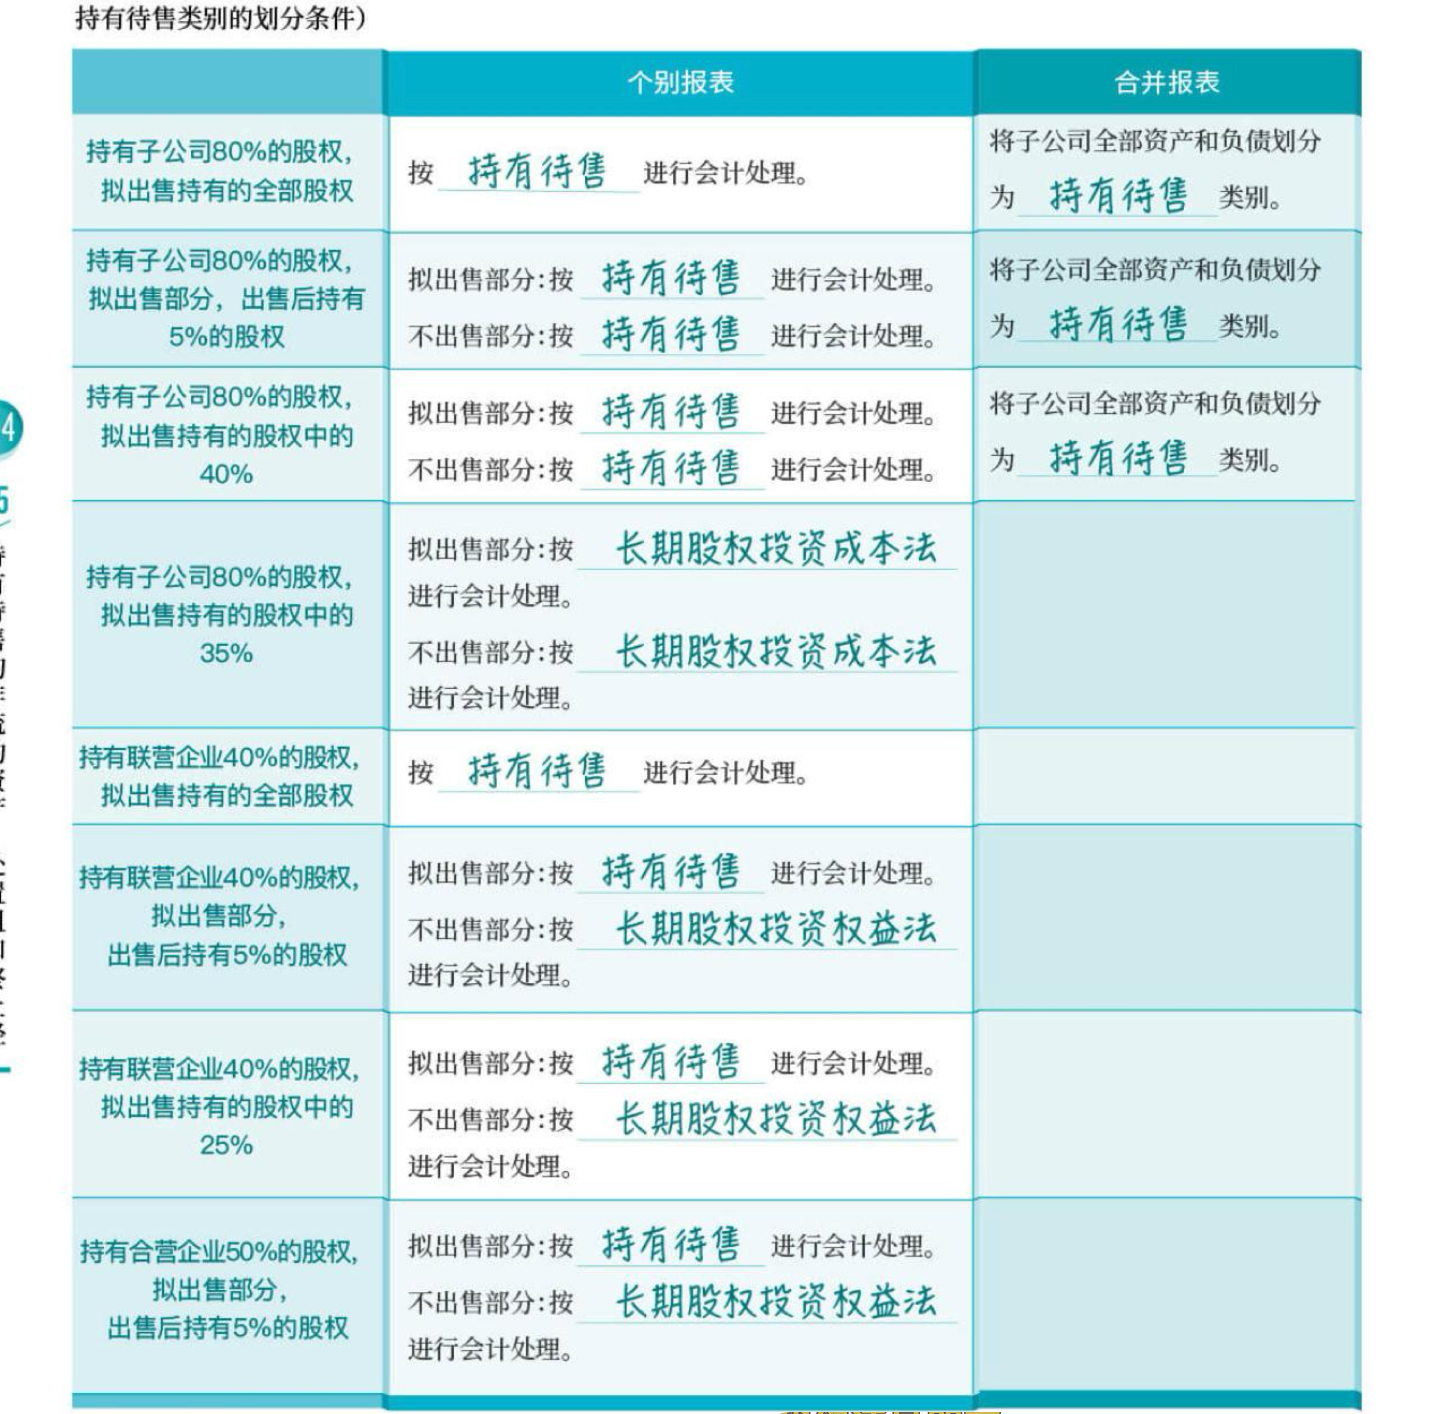 持有待售类别的划分条件）
个别报表
合并报表
持有子公司80%的股权，
拟出售持有的全部股权
按 持有待售 进行会计处理。
将子公司全部资产和负债划分
为 持有待售 类别。
持有子公司80%的股权，
拟出售部分，出售后持有
5%的股权
拟出售部分：按 持有待售 进行会计处理。
不出售部分：按 持有待售 进行会计处理。
将子公司全部资产和负债划分
为 持有待售 类别。
持有子公司80%的股权，
拟出售持有的股权中的
40%
拟出售部分：按 持有待售 进行会计处理。
不出售部分：按 持有待售 进行会计处理。
将子公司全部资产和负债划分
为 持有待售 类别。
持有子公司80%的股权，
拟出售持有的股权中的
35%
拟出售部分：按 长期股权投资成本法
进行会计处理。
不出售部分：按 长期股权投资成本法
进行会计处理。
持有联营企业40%的股权，
拟出售持有的全部股权
按 持有待售 进行会计处理。
持有联营企业40%的股权，
拟出售部分，
出售后持有5%的股权
拟出售部分：按 持有待售 进行会计处理。
不出售部分：按 长期股权投资权益法
进行会计处理。
持有联营企业40%的股权，
拟出售持有的股权中的
25%
拟出售部分：按 持有待售 进行会计处理。
不出售部分：按 长期股权投资权益法
进行会计处理。
持有合营企业50%的股权，
拟出售部分，
出售后持有5%的股权
拟出售部分：按 持有待售 进行会计处理。
不出售部分：按 长期股权投资权益法
进行会计处理。
4
5